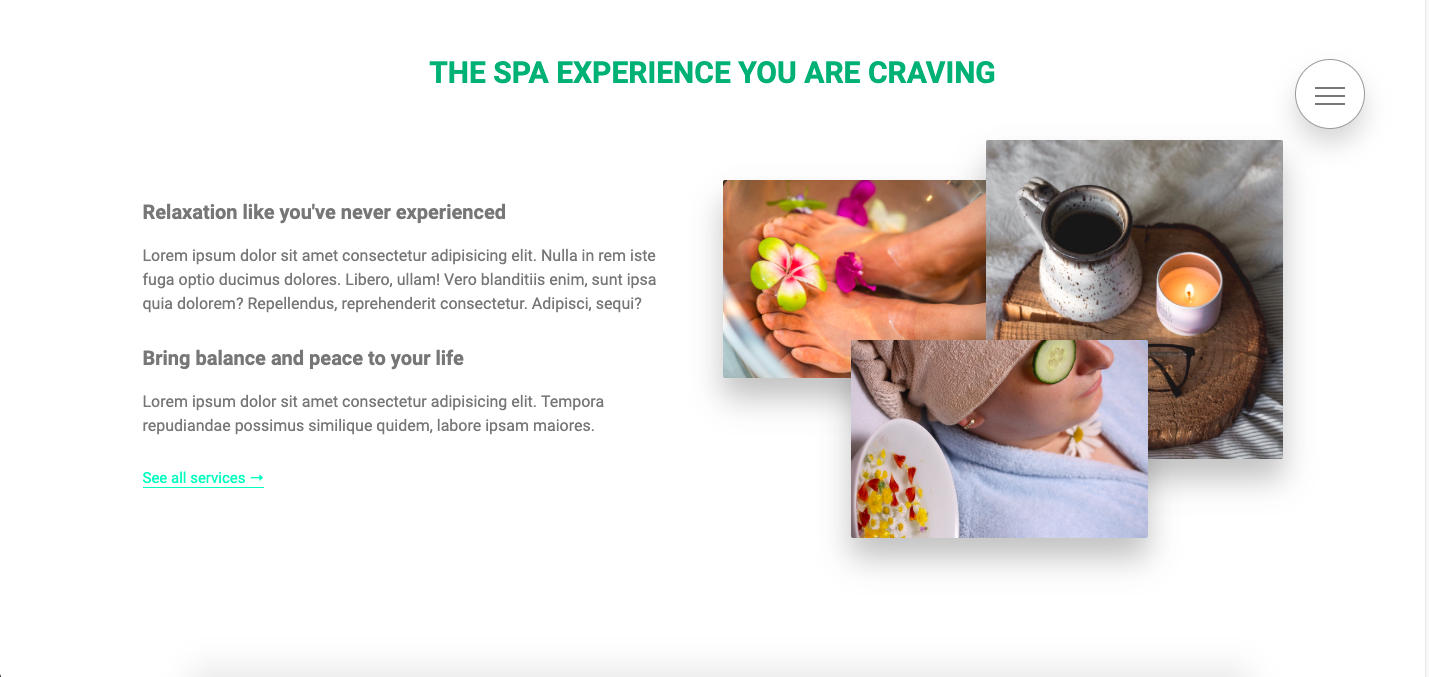 THE SPA EXPERIENCE YOU ARE CRAVING
Relaxation like you've never experienced
Lorem ipsum dolor sit amet consectetur adipisicing elit. Nulla in rem iste
fuga optio ducimus dolores. Libero, ullam! Vero blanditiis enim, sunt ipsa
quia dolorem? Repellendus, reprehenderit consectetur. Adipisci, sequi?
Bring balance and peace to your life
Lorem ipsum dolor sit amet consectetur adipisicing elit. Tempora
repudiandae possimus similique quidem, labore ipsam maiores.
See all services →